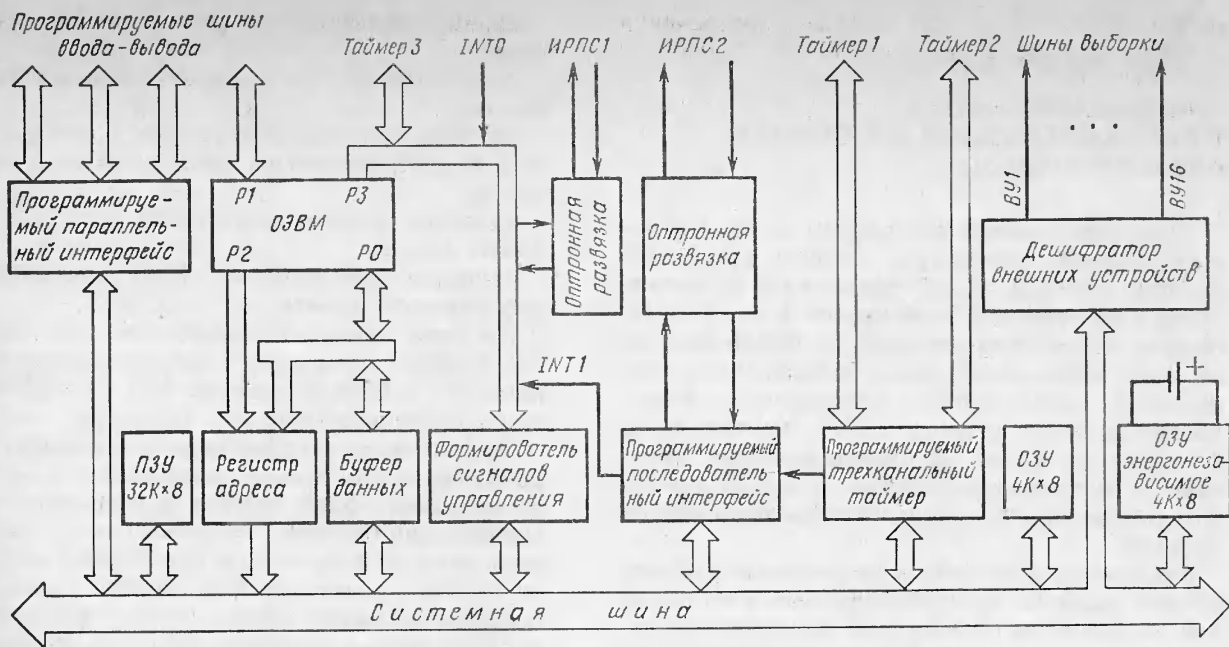 Программируемые шины
ввода-вывода
Таймер 3
INT0
ИРПС1
ИРПС2
Таймер 1
Таймер 2
Шины выборки
...
ВУ1
ВУ16
Программируе-
мый параллель-
ный интерфейс
P1
P3
ОЭВМ
P2
P0
Оптронная
развязка
Оптронная
развязка
Дешифратор
внешних устройств
INT1
+
ПЗУ
32К×8
Регистр
адреса
Буфер
данных
Формирователь
сигналов
управления
Программируемый
последователь-
ный интерфейс
Программируемый
трехканальный
таймер
ОЗУ
4К×8
ОЗУ
энергонеза-
висимое
4К×8
Системная шина